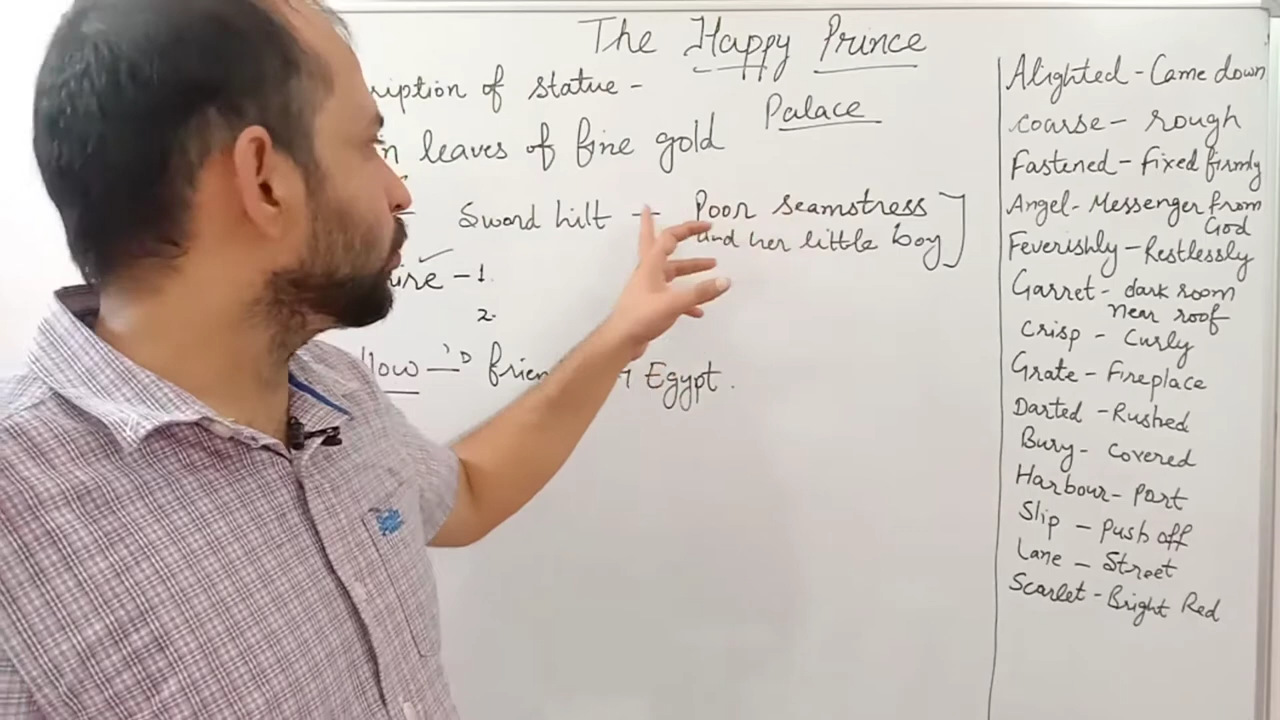 The Happy Prince
ription of statue -
Palace
n leaves of fine gold
Sword hilt - Poor seamstress
and her little boy
ire - 1.
2.
llow - frien Egypt.
Alighted - Came down
coarse - rough
Fastened - fixed firmly
Angel - Messenger from
God
Feverishly - Restlessly
Garret - dark room
near roof
Crisp - Curly
Grate - Fireplace
Darted - Rushed
Bury - Covered
Harbour - Port
Slip - Push off
Lane - Street
Scarlet - Bright Red